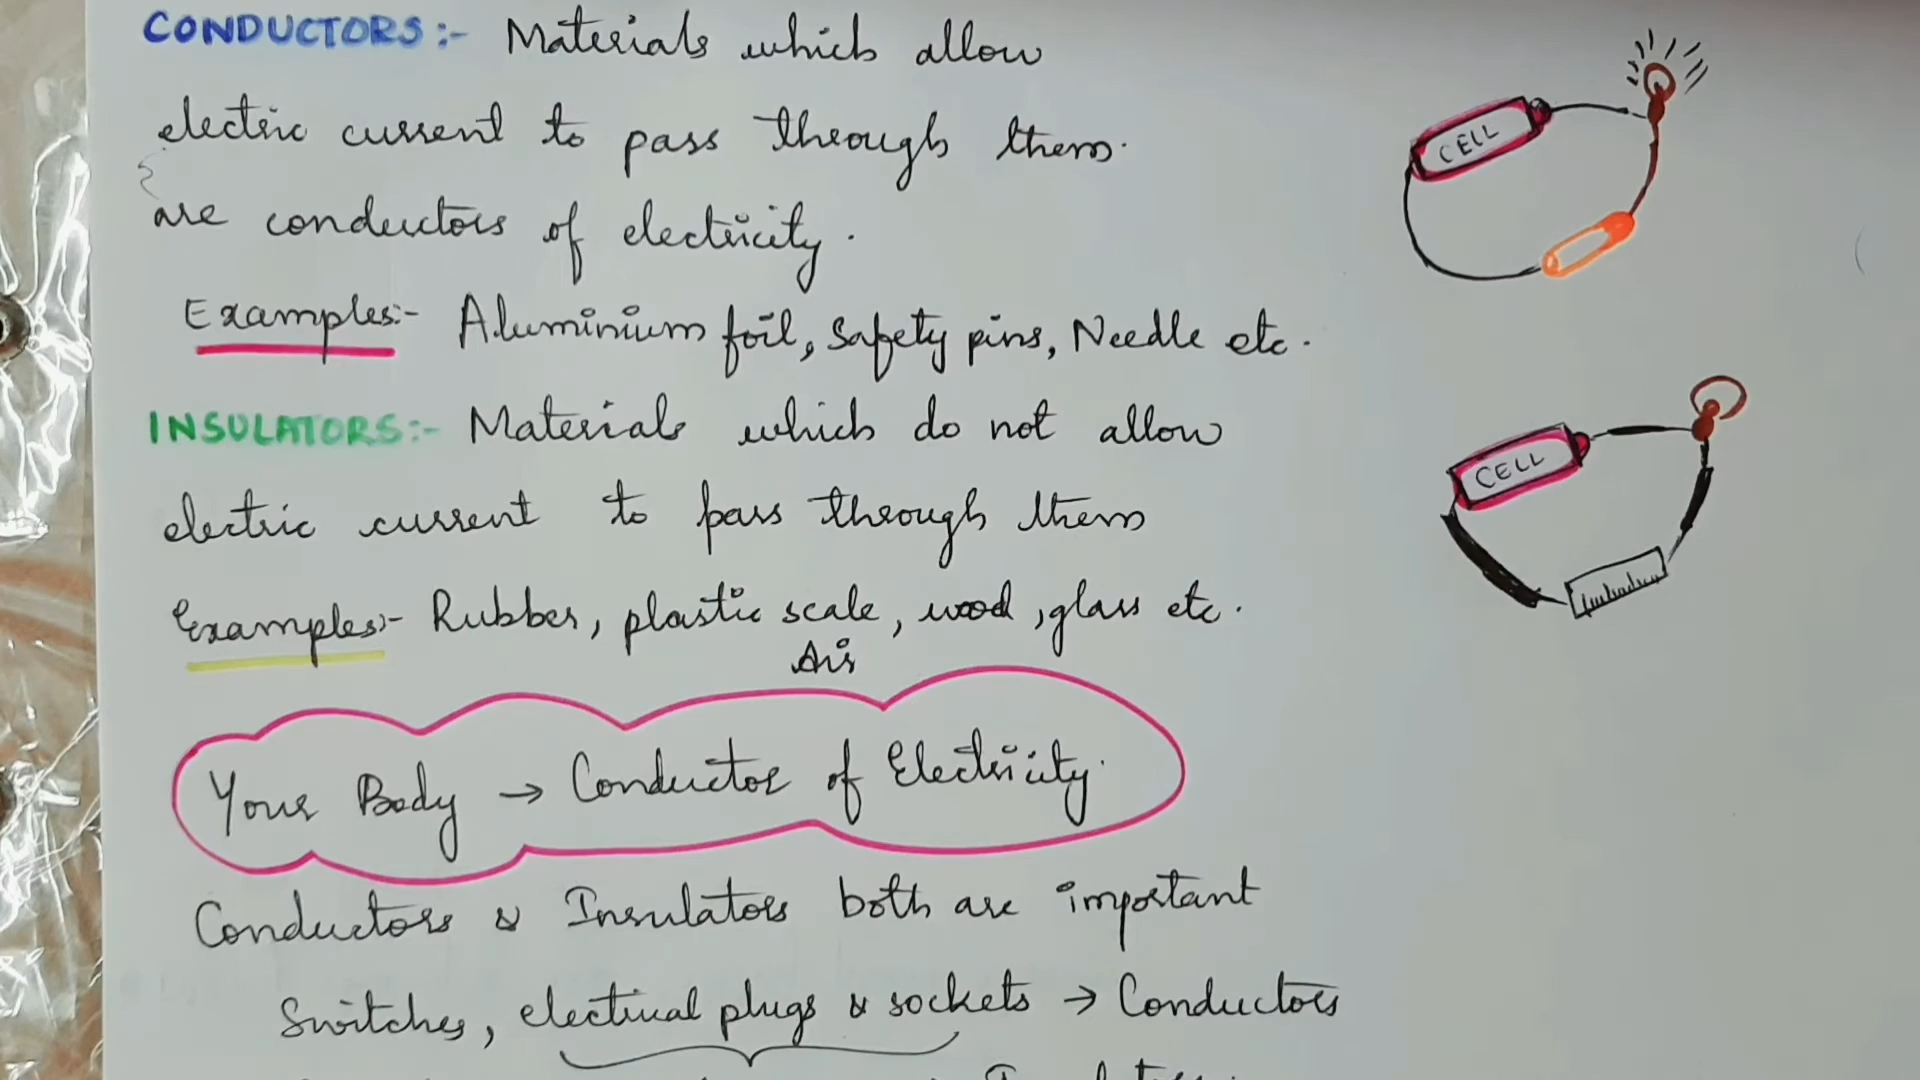 CONDUCTORS:- Materials which allow
electric current to pass through them.
are conductors of electricity.
Examples:- Aluminium foil, Safety pins, Needle etc.
INSULATORS:- Materials which do not allow
electric current to pass through them
Examples:- Rubber, plastic scale, wood, glass etc.
Air
Your Body → Conductor of Electricity.
Conductors & Insulators both are important
Switches, electrical plugs & sockets → Conductors
CELL
CELL